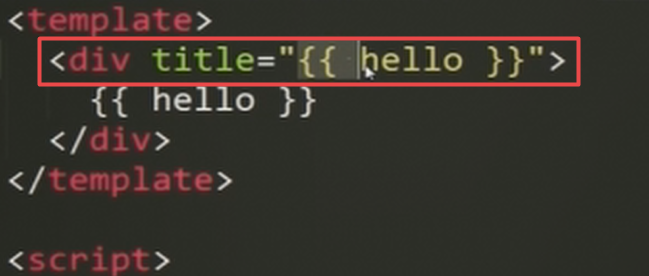 <template>
<div title="{{ hello }}">
{{ hello }}
</div>
</template>
<script>